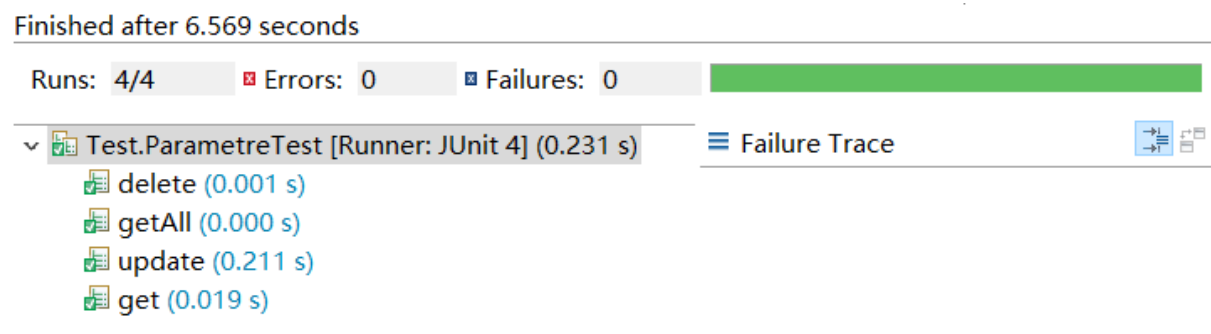 Finished after 6.569 seconds
Runs: 4/4 Errors: 0 Failures: 0
Test.ParametreTest [Runner: JUnit 4] (0.231 s)
Failure Trace
delete (0.001 s)
getAll (0.000 s)
update (0.211 s)
get (0.019 s)